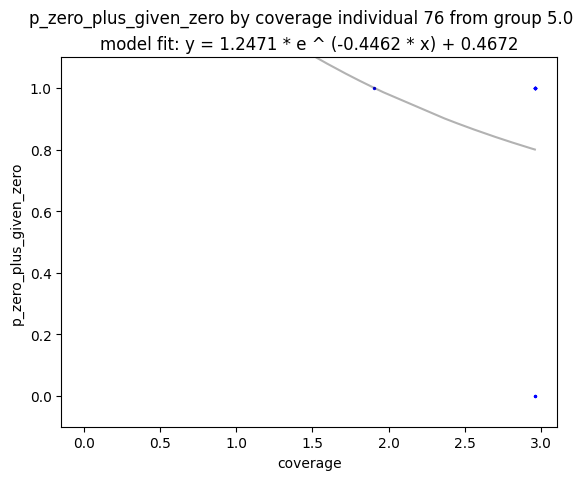 p_zero_plus_given_zero by coverage individual 76 from group 5.0
model fit: y = 1.2471 * e ^ (-0.4462 * x) + 0.4672
1.0
0.8
0.6
0.4
0.2
0.0
p_zero_plus_given_zero
0.0 0.5 1.0 1.5 2.0 2.5 3.0
coverage